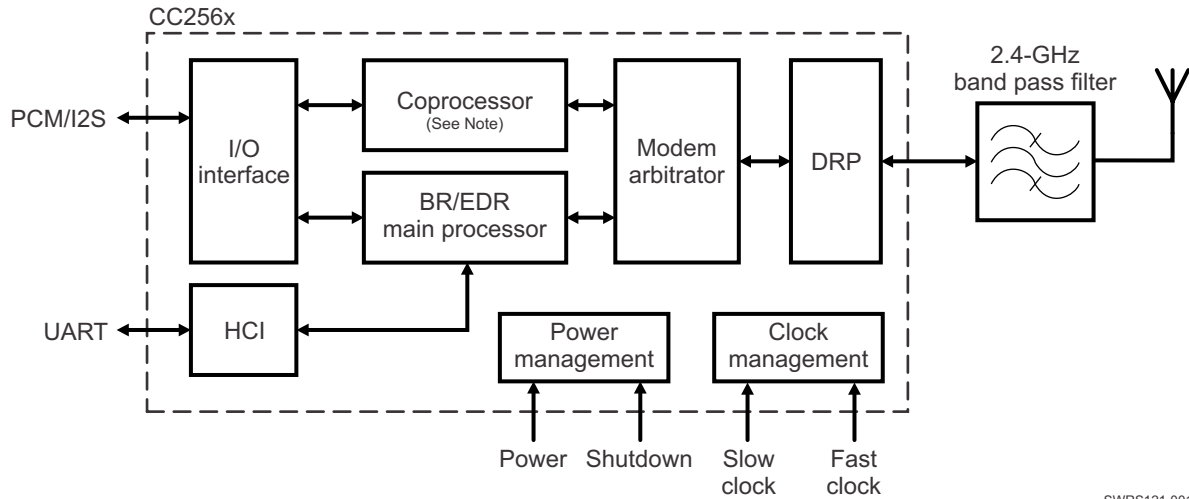 CC256x
2.4-GHz
band pass filter
PCM/I2S
I/O
interface
Coprocessor
(See Note)
Modem
arbitrator
DRP
BR/EDR
main processor
UART
HCI
Power
management
Clock
management
Power
Shutdown
Slow
clock
Fast
clock